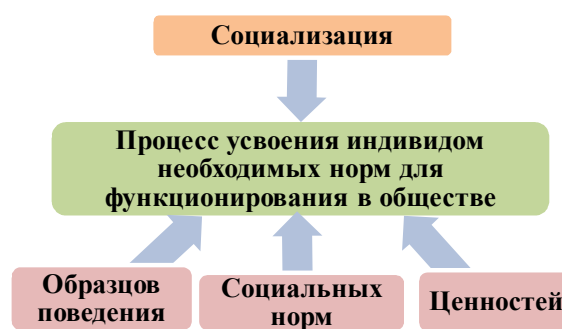 Социализация
Процесс усвоения индивидом
необходимых норм для
функционирования в обществе
Образцов
поведения
Социальных
норм
Ценностей